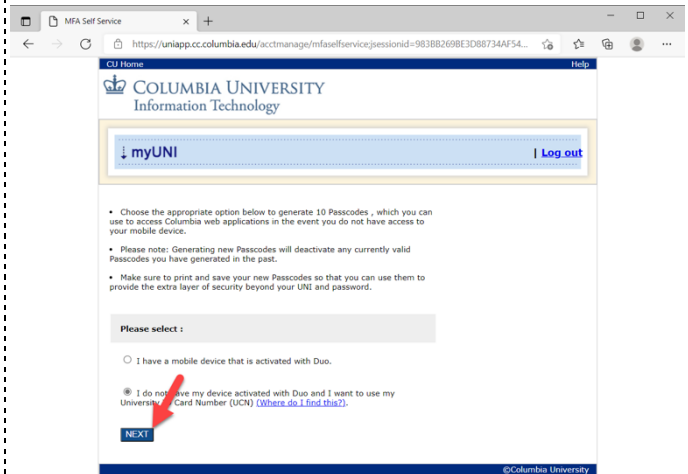 MFA Self Service
https://uniapp.cc.columbia.edu/acctmanage/mfaselfservice;jsessionid=983BB269BE3D88734AF54...
CU Home Help
COLUMBIA UNIVERSITY
Information Technology
myUNI | Log out
• Choose the appropriate option below to generate 10 Passcodes , which you can
use to access Columbia web applications in the event you do not have access to
your mobile device.
• Please note: Generating new Passcodes will deactivate any currently valid
Passcodes you have generated in the past.
• Make sure to print and save your new Passcodes so that you can use them to
provide the extra layer of security beyond your UNI and password.
Please select :
I have a mobile device that is activated with Duo.
I do not have my device activated with Duo and I want to use my
University Card Number (UCN) (Where do I find this?).
NEXT
©Columbia University